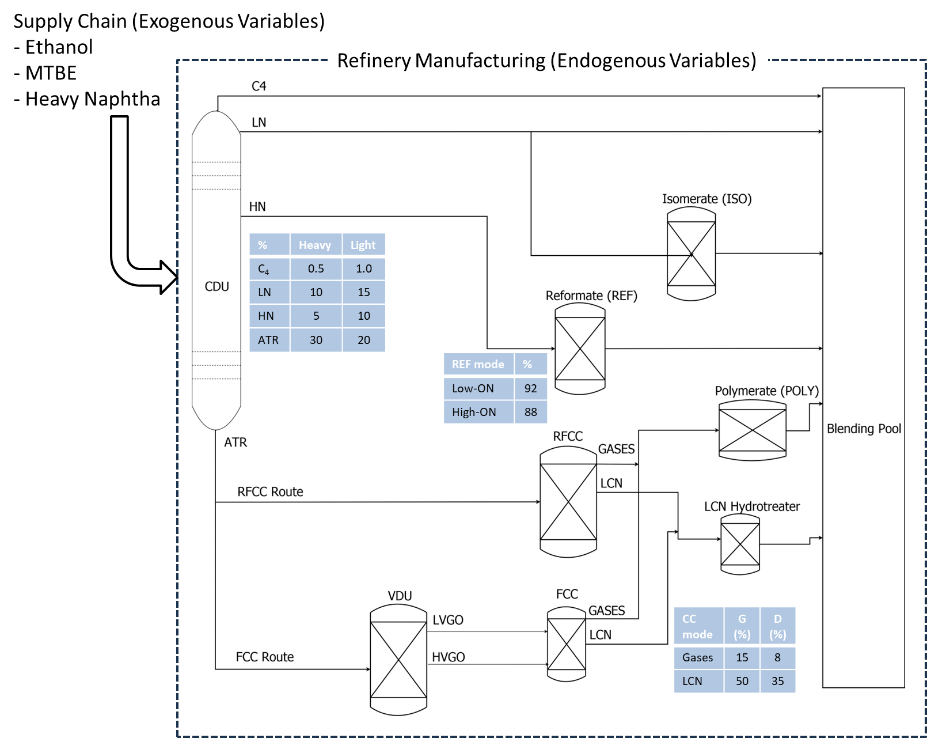 Supply Chain (Exogenous Variables)
- Ethanol
- MTBE
- Heavy Naphtha
Refinery Manufacturing (Endogenous Variables)
C4
LN
HN
Isomerate (ISO)
% Heavy Light
C4 0.5 1.0
LN 10 15
HN 5 10
ATR 30 20
CDU
Reformate (REF)
REF mode %
Low-ON 92
High-ON 88
Polymerate (POLY)
Blending Pool
ATR
RFCC
GASES
LCN
RFCC Route
LCN Hydrotreater
VDU
FCC
LVGO
GASES
LCN
HVGO
FCC Route
CC mode G (%) D (%)
Gases 15 8
LCN 50 35